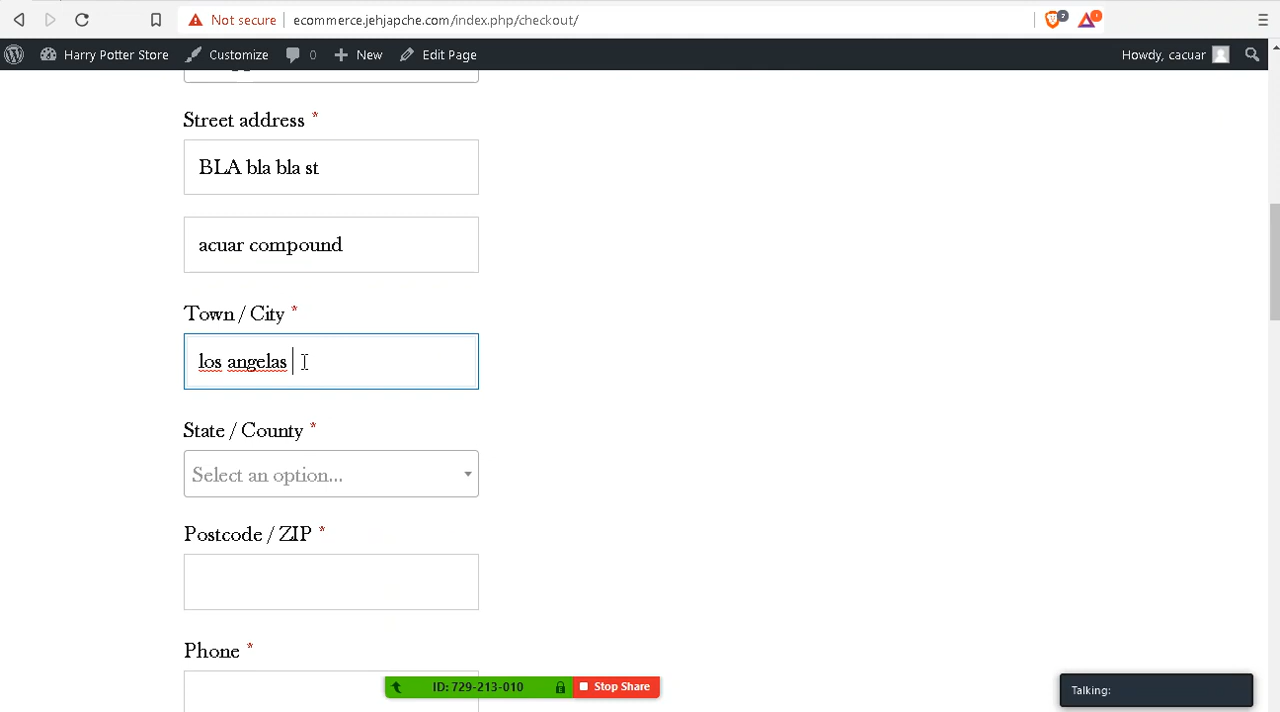 Not secure ecommerce.jehjapche.com/index.php/checkout/ 2 1
Harry Potter Store Customize 0 New Edit Page Howdy, cacuar
Street address *
BLA bla bla st
acuar compound
Town / City *
los angelas
State / County *
Select an option...
Postcode / ZIP *
Phone *
ID: 729-213-010 Stop Share
Talking: